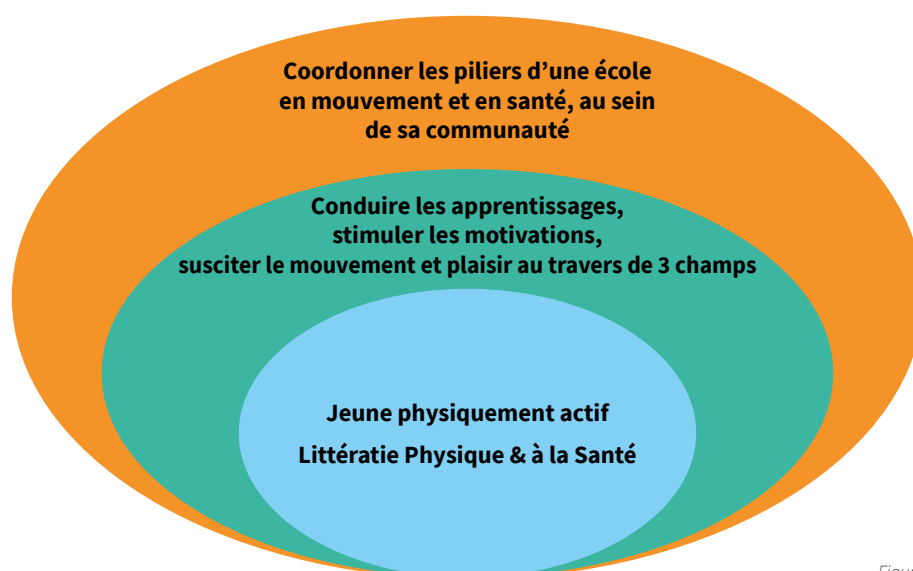 Coordonner les piliers d’une école
en mouvement et en santé, au sein
de sa communauté
Conduire les apprentissages,
stimuler les motivations,
susciter le mouvement et plaisir au travers de 3 champs
Jeune physiquement actif
Littératie Physique & à la Santé